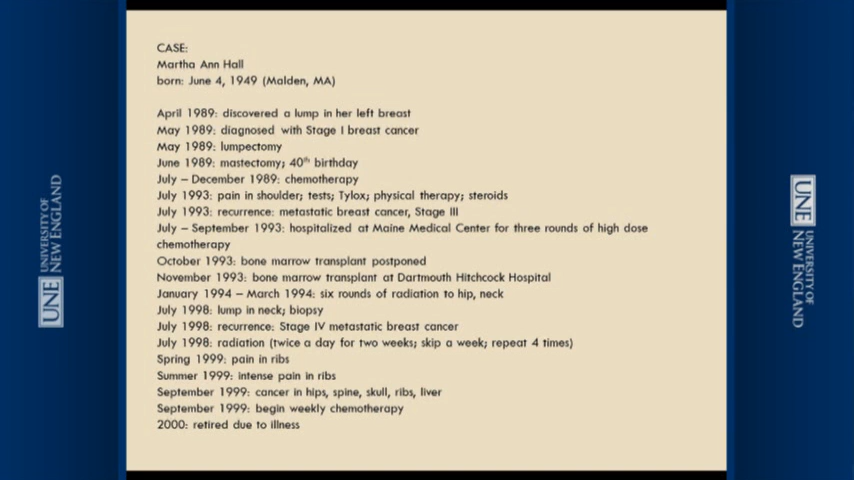 CASE:
Martha Ann Hall
born: June 4, 1949 (Malden, MA)
April 1989: discovered a lump in her left breast
May 1989: diagnosed with Stage I breast cancer
May 1989: lumpectomy
June 1989: mastectomy; 40th birthday
July – December 1989: chemotherapy
July 1993: pain in shoulder; tests; Tylox; physical therapy; steroids
July 1993: recurrence: metastatic breast cancer, Stage III
July – September 1993: hospitalized at Maine Medical Center for three rounds of high dose
chemotherapy
October 1993: bone marrow transplant postponed
November 1993: bone marrow transplant at Dartmouth Hitchcock Hospital
January 1994 – March 1994: six rounds of radiation to hip, neck
July 1998: lump in neck; biopsy
July 1998: recurrence: Stage IV metastatic breast cancer
July 1998: radiation (twice a day for two weeks; skip a week; repeat 4 times)
Spring 1999: pain in ribs
Summer 1999: intense pain in ribs
September 1999: cancer in hips, spine, skull, ribs, liver
September 1999: begin weekly chemotherapy
2000: retired due to illness
UNE
UNIVERSITY OF
NEW ENGLAND
UNE
UNIVERSITY OF
NEW ENGLAND